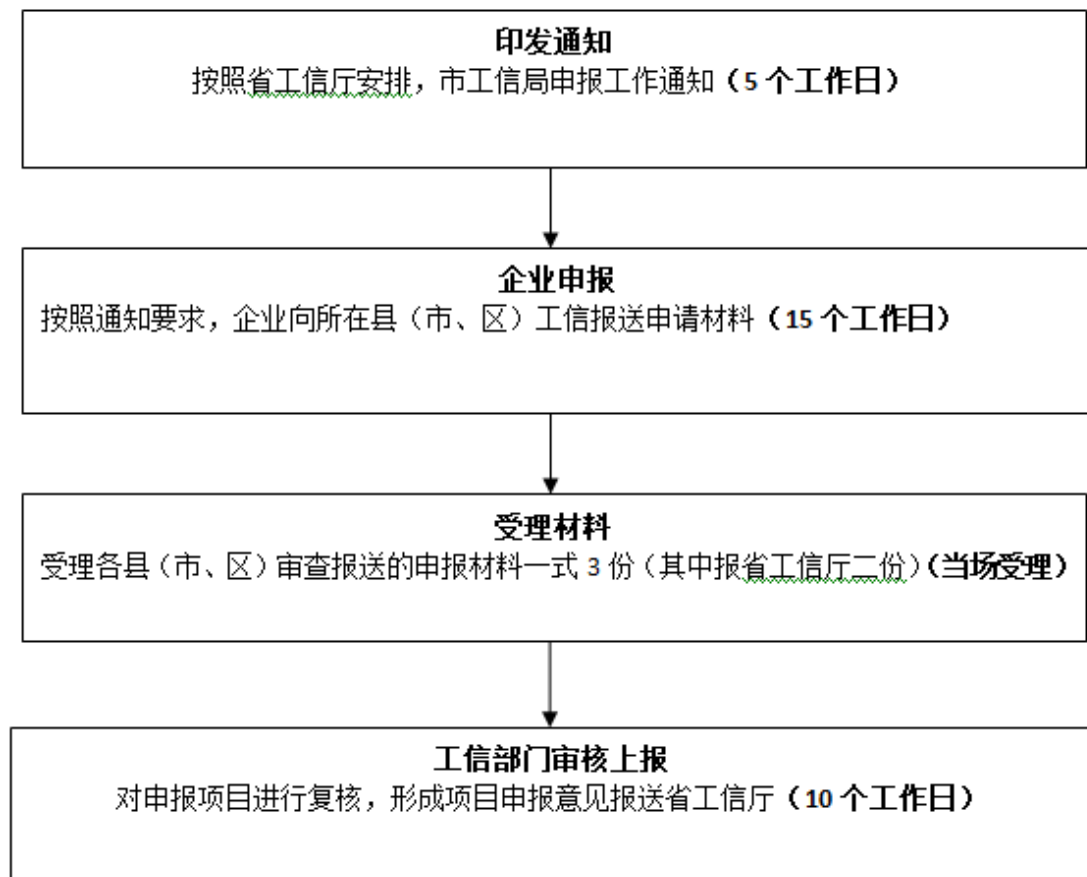 印发通知
按照省工信厅安排，市工信局申报工作通知（5 个工作日）
企业申报
按照通知要求，企业向所在县（市、区）工信报送申请材料（15 个工作日）
受理材料
受理各县（市、区）审查报送的申报材料一式 3 份（其中报省工信厅二份）（当场受理）
工信部门审核上报
对申报项目进行复核，形成项目申报意见报送省工信厅（10 个工作日）